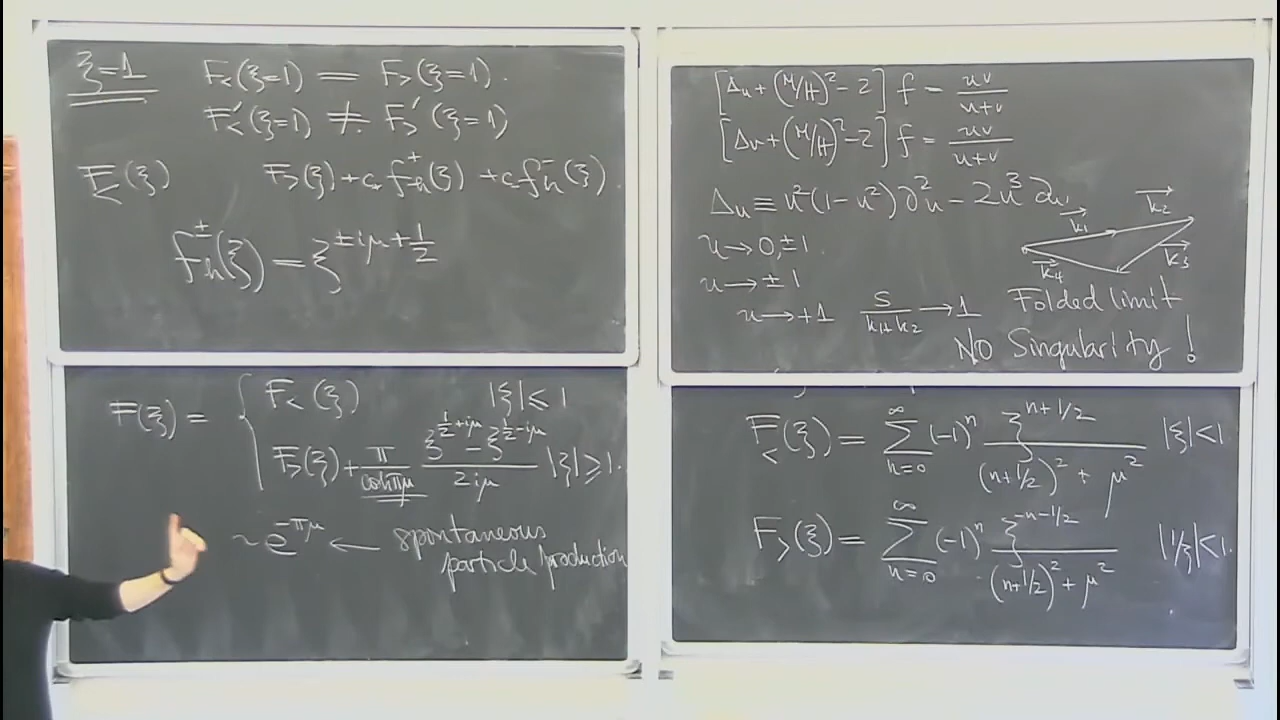 ξ=1 F<(ξ=1) = F>(ξ=1).
F'<(ξ=1) ≠ F'>(ξ=1)
F<(ξ) F>(ξ)+c₊f⁺ₕ(ξ)+c₋f⁻ₕ(ξ).
f±ₕ(ξ) = ξ^{±iμ+1/2}
F(ξ) = { F<(ξ) |ξ|≤1
F>(ξ)+ π/coshπμ (ξ^{1/2+iμ}-ξ^{1/2-iμ})/2iμ |ξ|≥1.
~e^{-πμ} ← spontaneous
particle production
[Δu+(M/H)²-2] f = uv/u+v
[Δv+(M/H)²-2] f = uv/u+v
Δu≡u²(1-u²)∂²u-2u³∂u.
u→0,±1.
u→±1
u→+1 s/k₁+k₂ →1
k₁ k₂
k₃ k₄
Folded limit
NO Singularity!
F<(ξ) = ∑_{n=0}^{∞} (-1)^n ξ^{n+1/2}/(n+1/2)²+μ² |ξ|<1
F>(ξ) = ∑_{n=0}^{∞} (-1)^n ξ^{-n-1/2}/(n+1/2)²+μ² |1/ξ|<1.